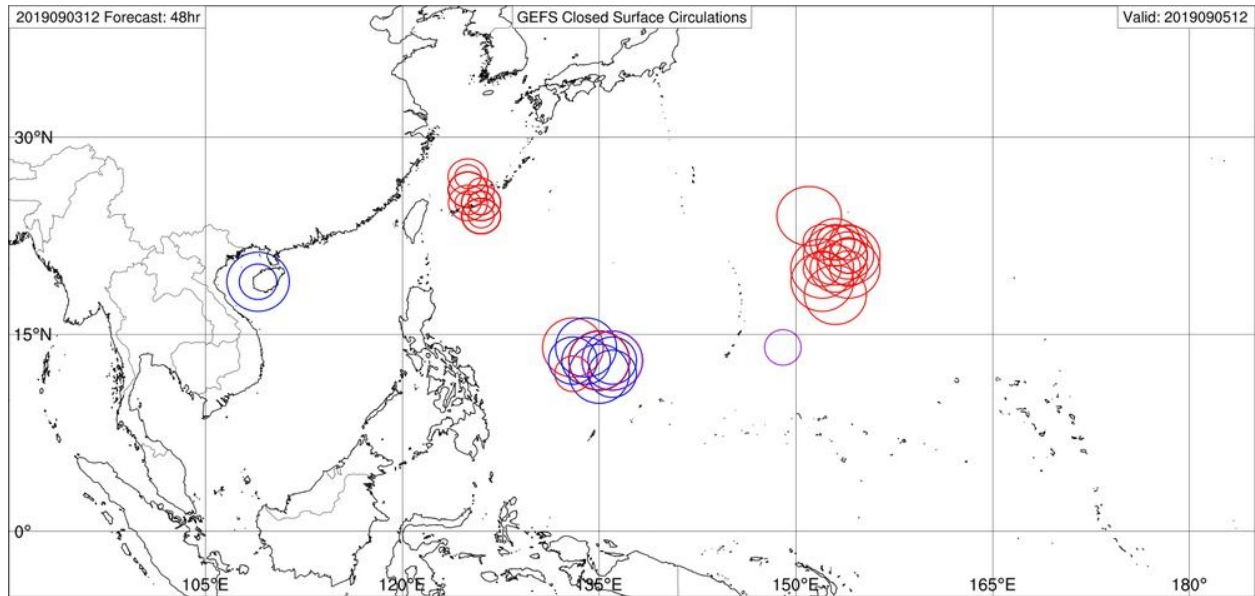 2019090312 Forecast: 48hr
GEFS Closed Surface Circulations
Valid: 2019090512
30°N
15°N
0°
105°E
120°E
135°E
150°E
165°E
180°